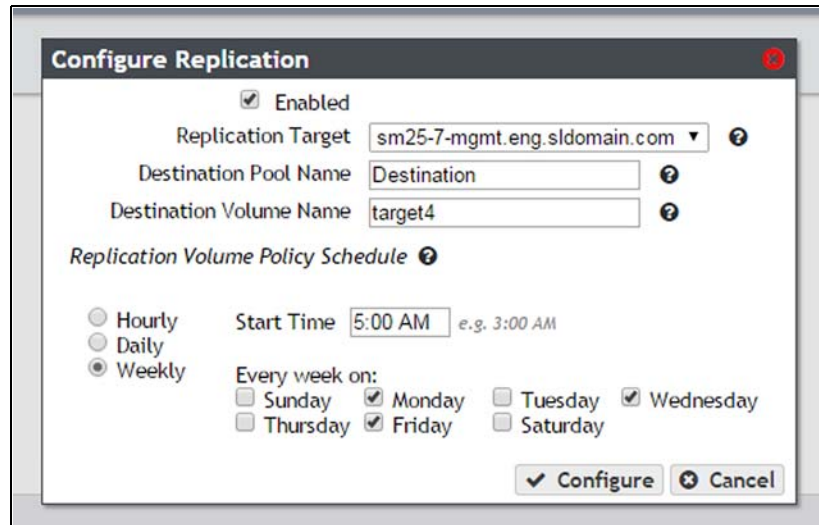 Configure Replication
Enabled
Replication Target sm25-7-mgmt.eng.sldomain.com
Destination Pool Name Destination
Destination Volume Name target4
Replication Volume Policy Schedule
Hourly Start Time 5:00 AM e.g. 3:00 AM
Daily
Weekly Every week on:
Sunday Monday Tuesday Wednesday
Thursday Friday Saturday
Configure Cancel